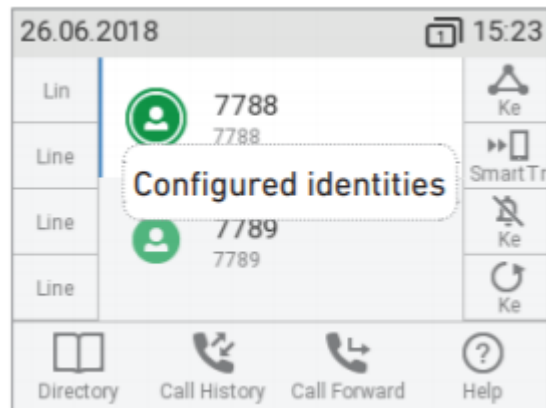 26.06.2018
1
15:23
Lin
Line
Line
Line
7788
7788
Configured identities
7789
7789
Ke
SmartTr
Ke
Ke
Directory
Call History
Call Forward
Help